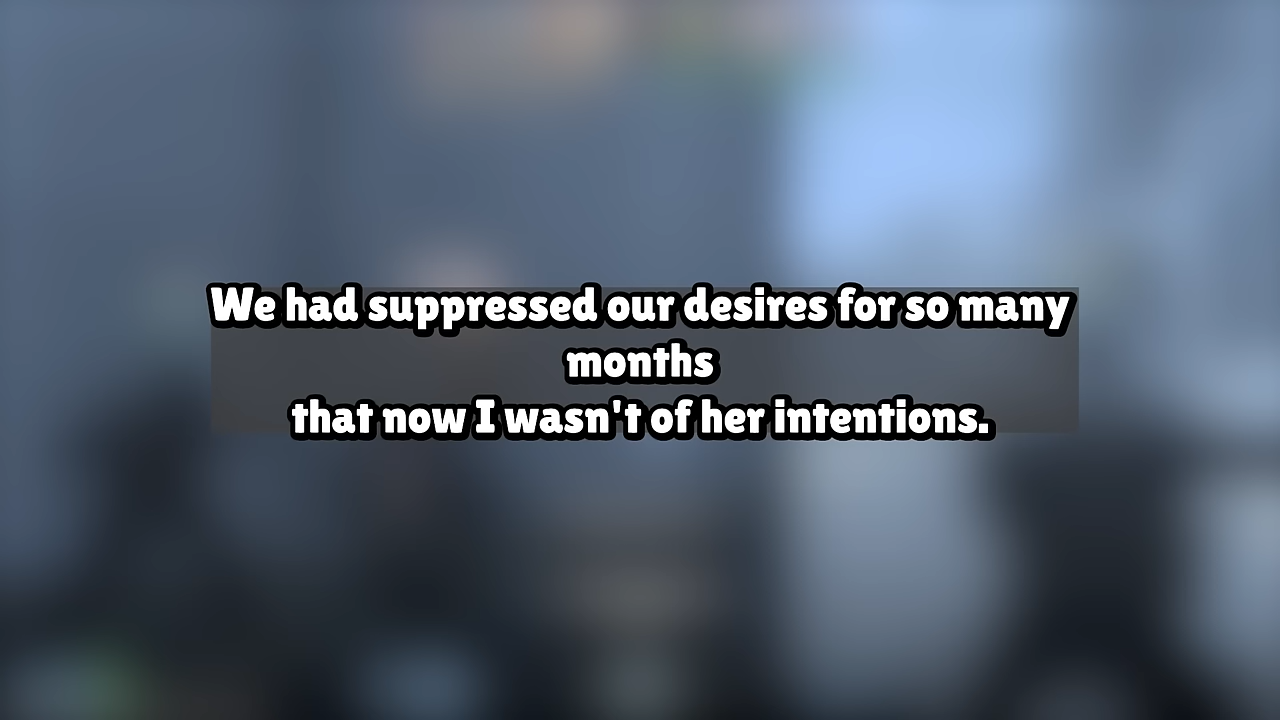 We had suppressed our desires for so many
months
that now I wasn't of her intentions.